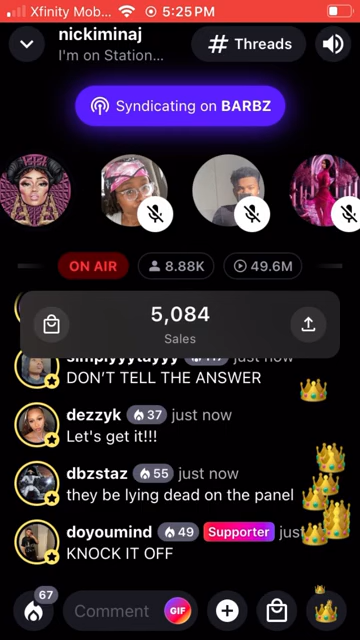 Xfinity Mob... 5:25 PM
nickiminaj
I'm on Station...
# Threads
Syndicating on BARBZ
ON AIR
8.88K
49.6M
5,084
Sales
just now
DON'T TELL THE ANSWER
dezzyk 37 just now
Let's get it!!!
dbzstaz 55 just now
they be lying dead on the panel
doyoumind 49 Supporter
KNOCK IT OFF
67
Comment GIF